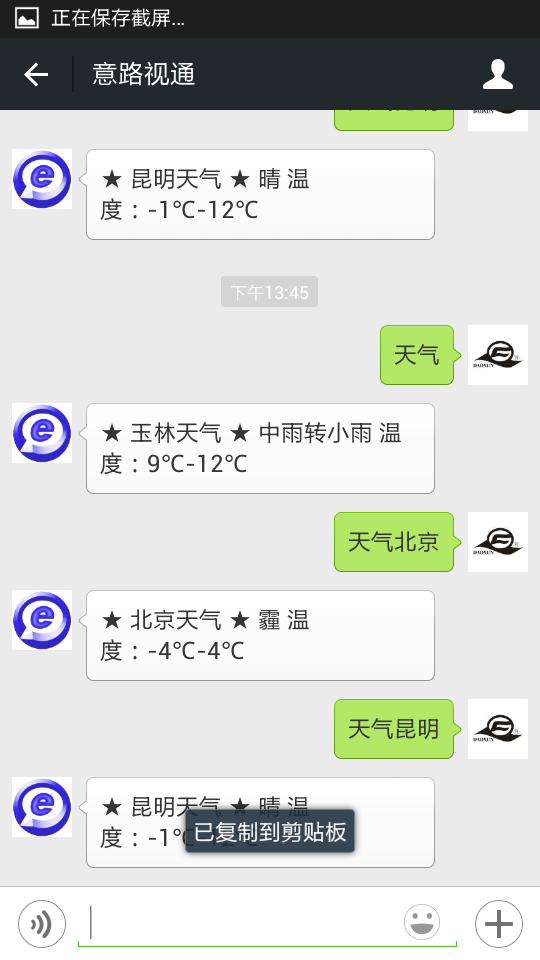 正在保存截屏...
意路视通
★ 昆明天气 ★ 晴 温
度：-1℃-12℃
下午13:45
天气
★ 玉林天气 ★ 中雨转小雨 温
度：9℃-12℃
天气北京
★ 北京天气 ★ 霾 温
度：-4℃-4℃
天气昆明
★ 昆明天气 ★ 晴 温
度：-1°
已复制到剪贴板